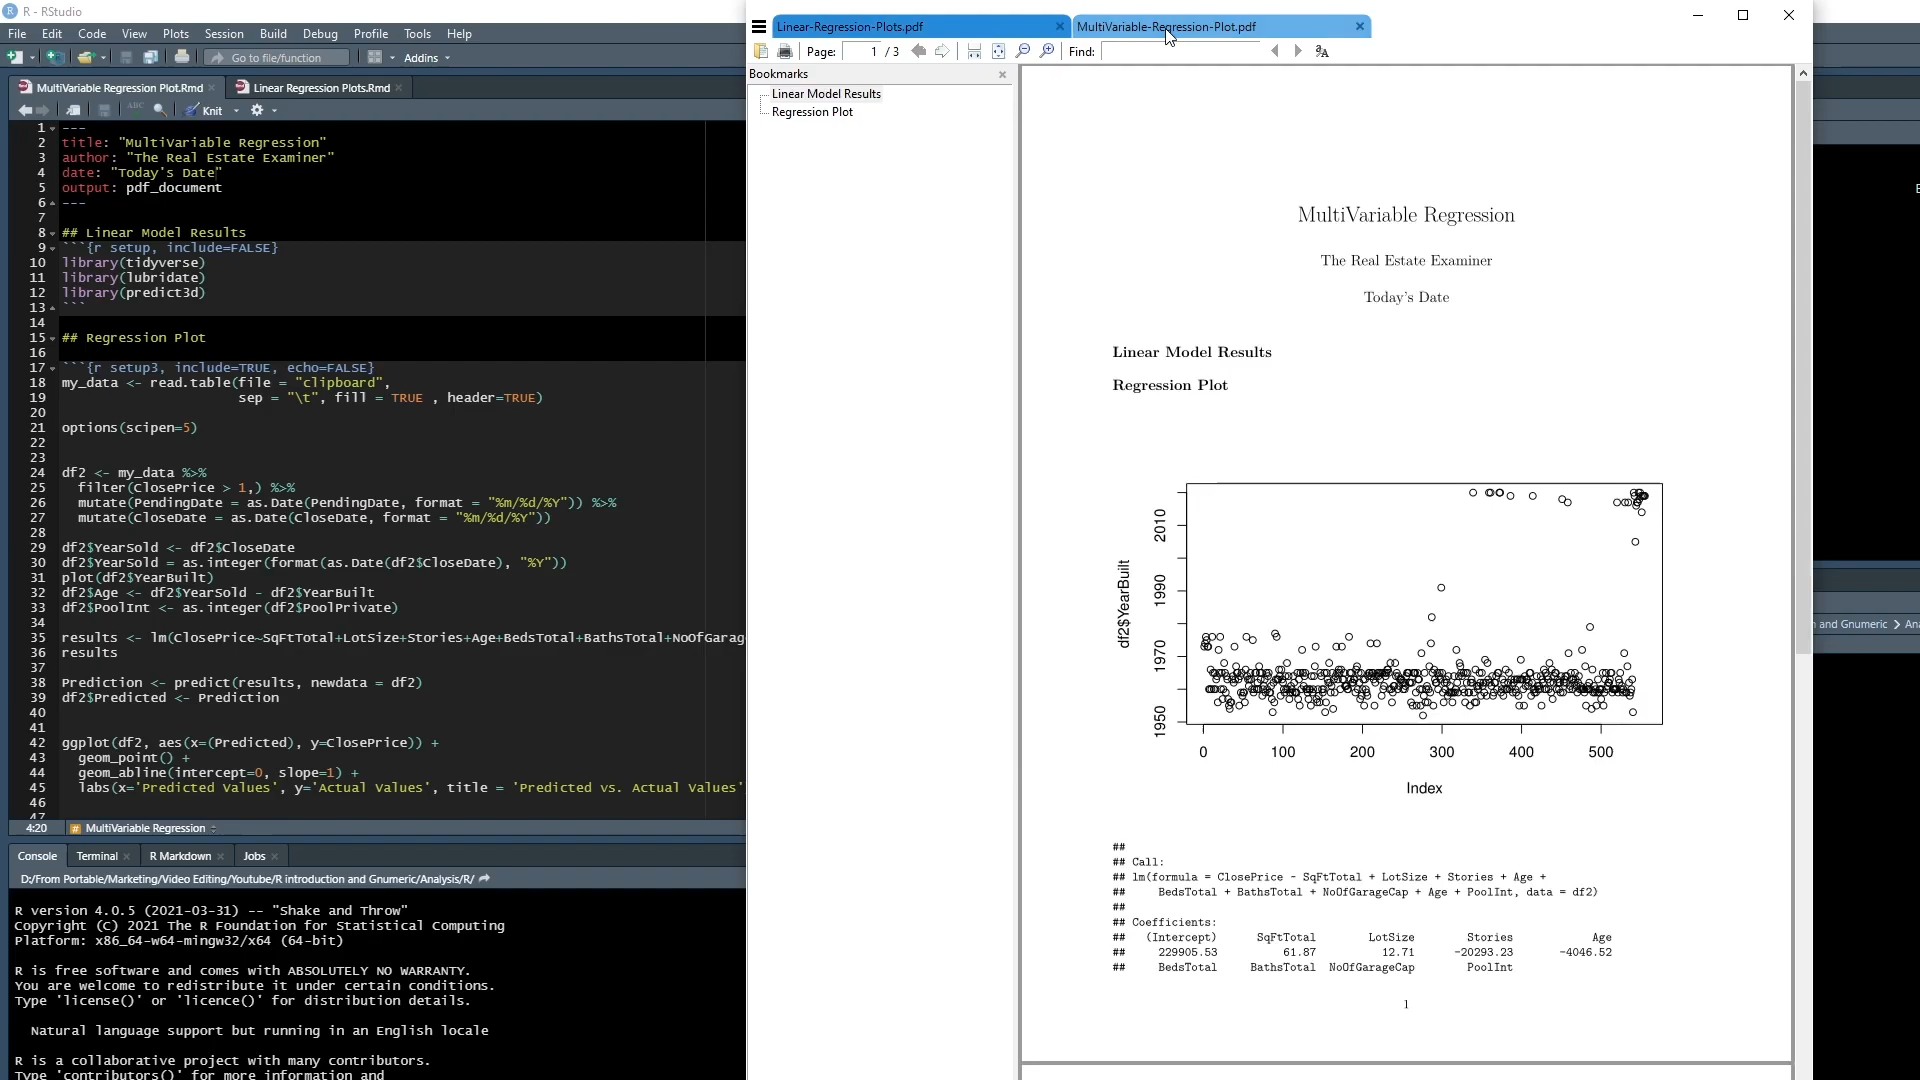 R - RStudio
File Edit Code View Plots Session Build Debug Profile Tools Help
Go to file/function
Addins
MultiVariable Regression Plot.Rmd
Linear Regression Plots.Rmd
Knit
1 ---
2 title: "MultiVariable Regression"
3 author: "The Real Estate Examiner"
4 date: "Today's Date"
5 output: pdf_document
6 ---
7
8 ## Linear Model Results
9 ```{r setup, include=FALSE}
10 library(tidyverse)
11 library(lubridate)
12 library(predict3d)
13 ```
14
15 ## Regression Plot
16
17 ```{r setup3, include=TRUE, echo=FALSE}
18 my_data <- read.table(file = "clipboard",
19 sep = "\t", fill = TRUE , header=TRUE)
20
21 options(scipen=5)
22
23
24 df2 <- my_data %>%
25 filter(ClosePrice > 1,) %>%
26 mutate(PendingDate = as.Date(PendingDate, format = "%m/%d/%Y")) %>%
27 mutate(CloseDate = as.Date(CloseDate, format = "%m/%d/%Y"))
28
29 df2$YearSold <- df2$CloseDate
30 df2$YearSold = as.integer(format(as.Date(df2$CloseDate), "%Y"))
31 plot(df2$YearBuilt)
32 df2$Age <- df2$YearSold - df2$YearBuilt
33 df2$PoolInt <- as.integer(df2$PoolPrivate)
34
35 results <- lm(ClosePrice~SqFtTotal+LotSize+Stories+Age+BedsTotal+BathsTotal+NoOfGarag
36 results
37
38 Prediction <- predict(results, newdata = df2)
39 df2$Predicted <- Prediction
40
41
42 ggplot(df2, aes(x=(Predicted), y=ClosePrice)) +
43 geom_point() +
44 geom_abline(intercept=0, slope=1) +
45 labs(x='Predicted Values', y='Actual Values', title = 'Predicted vs. Actual Values'
46
47
4:20 MultiVariable Regression
Console Terminal R Markdown Jobs
D:/From Portable/Marketing/Video Editing/Youtube/R introduction and Gnumeric/Analysis/R/
R version 4.0.5 (2021-03-31) -- "Shake and Throw"
Copyright (C) 2021 The R Foundation for Statistical Computing
Platform: x86_64-w64-mingw32/x64 (64-bit)
R is free software and comes with ABSOLUTELY NO WARRANTY.
You are welcome to redistribute it under certain conditions.
Type 'license()' or 'licence()' for distribution details.
Natural language support but running in an English locale
R is a collaborative project with many contributors.
Type 'contributors()' for more information and
Linear-Regression-Plots.pdf
MultiVariable-Regression-Plot.pdf
Page: 1 / 3
Find:
Bookmarks
Linear Model Results
Regression Plot
MultiVariable Regression
The Real Estate Examiner
Today's Date
Linear Model Results
Regression Plot
df2$YearBuilt
2010
1990
1970
1950
0 100 200 300 400 500
Index
##
## Call:
## lm(formula = ClosePrice ~ SqFtTotal + LotSize + Stories + Age +
## BedsTotal + BathsTotal + NoOfGarageCap + Age + PoolInt, data = df2)
##
## Coefficients:
## (Intercept) SqFtTotal LotSize Stories Age
## 229905.53 61.87 12.71 -20293.23 -4046.52
## BedsTotal BathsTotal NoOfGarageCap PoolInt
1
and Gnumeric